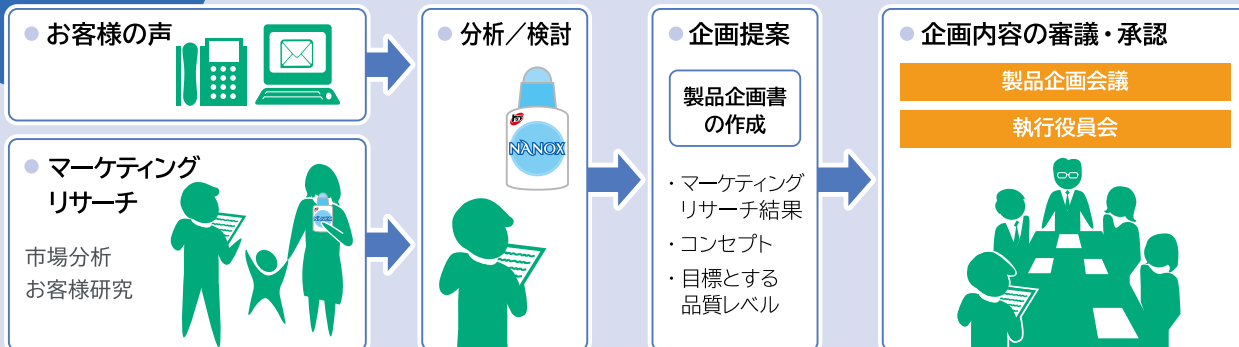 お客様の声
マーケティング
リサーチ
市場分析
お客様研究
分析／検討
トップ
NANOX
企画提案
製品企画書
の作成
・マーケティング
リサーチ結果
・コンセプト
・目標とする
品質レベル
企画内容の審議・承認
製品企画会議
執行役員会